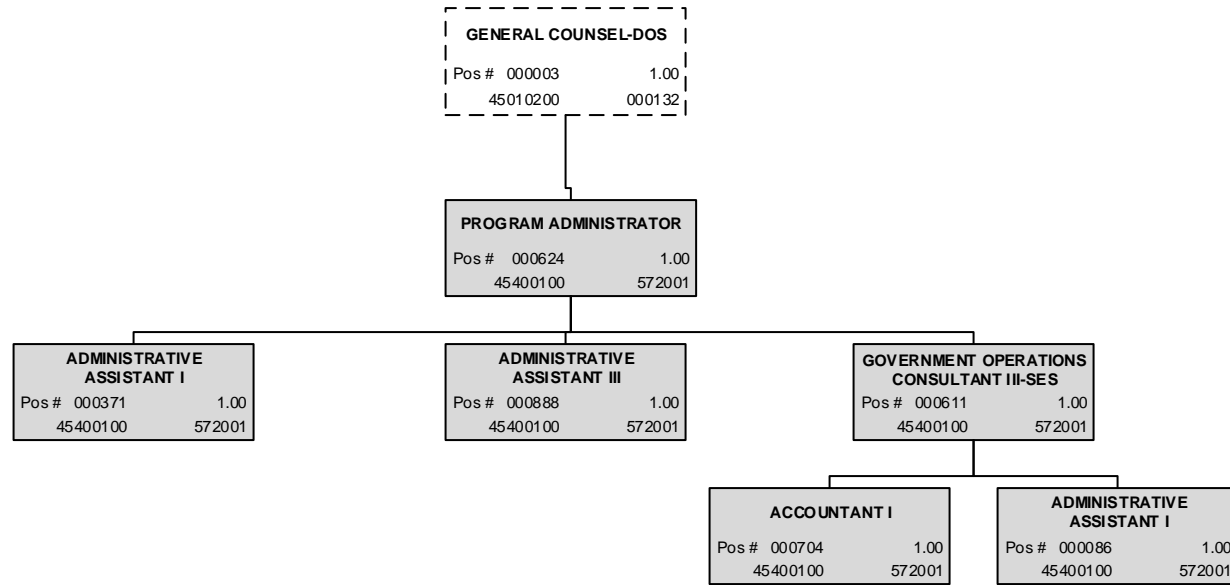 GENERAL COUNSEL-DOS
Pos # 000003 1.00
45010200 000132
PROGRAM ADMINISTRATOR
Pos # 000624 1.00
45400100 572001
ADMINISTRATIVE
ASSISTANT I
Pos # 000371 1.00
45400100 572001
ADMINISTRATIVE
ASSISTANT III
Pos # 000888 1.00
45400100 572001
GOVERNMENT OPERATIONS
CONSULTANT III-SES
Pos # 000611 1.00
45400100 572001
ACCOUNTANT I
Pos # 000704 1.00
45400100 572001
ADMINISTRATIVE
ASSISTANT I
Pos # 000086 1.00
45400100 572001